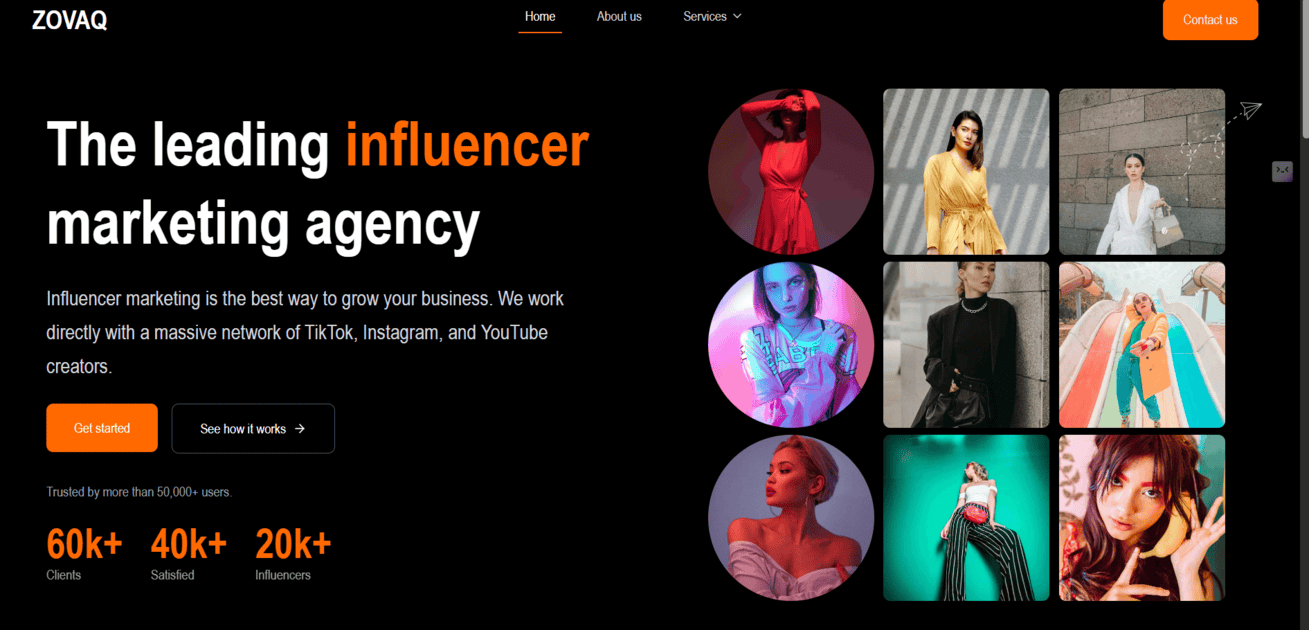 ZOVAQ
Home
About us
Services
Contact us
The leading influencer
marketing agency
Influencer marketing is the best way to grow your business. We work
directly with a massive network of TikTok, Instagram, and YouTube
creators.
Get started
See how it works →
Trusted by more than 50,000+ users.
60k+ 40k+ 20k+
Clients Satisfied Influencers